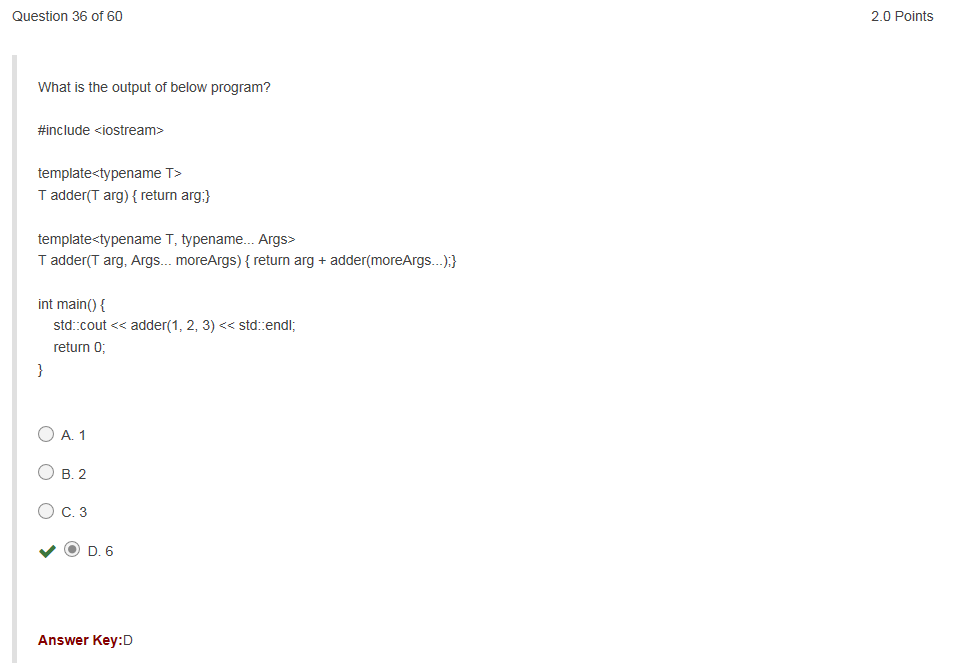 Question 36 of 60
2.0 Points
What is the output of below program?
#include <iostream>
template<typename T>
T adder(T arg) { return arg;}
template<typename T, typename... Args>
T adder(T arg, Args... moreArgs) { return arg + adder(moreArgs...);}
int main() {
std::cout << adder(1, 2, 3) << std::endl;
return 0;
}
A. 1
B. 2
C. 3
D. 6
Answer Key:D